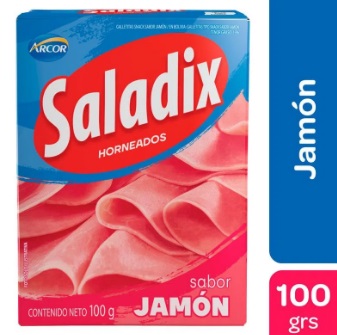 ARCOR
Saladix
HORNEADOS
sabor
JAMÓN
CONTENIDO NETO 100 g
Jamón
100
grs